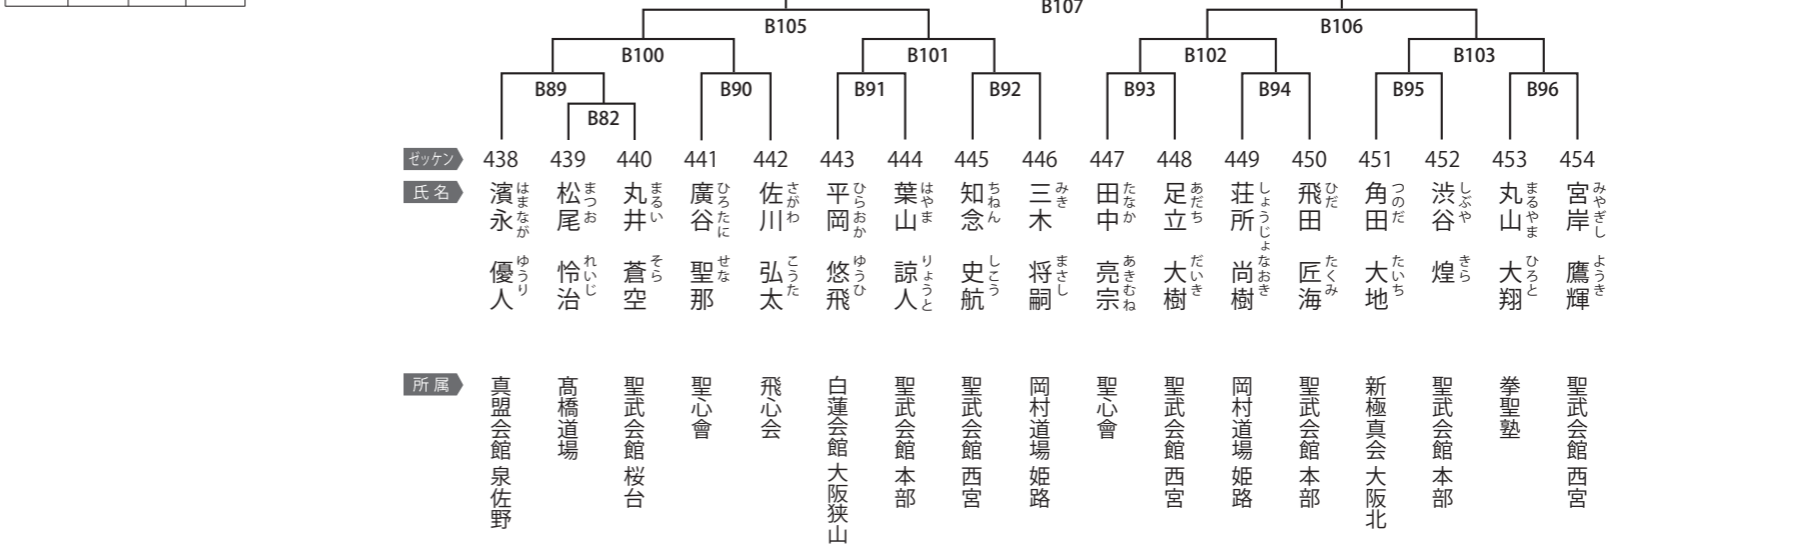 B107
B105
B106
B100
B101
B102
B103
B89
B90
B91
B92
B93
B94
B95
B96
B82
ゼッケン 438 439 440 441 442 443 444 445 446 447 448 449 450 451 452 453 454
氏名
濱永 優人
はまなが ゆうり
松尾 怜治
まつお れいじ
丸井 蒼空
まるい そら
廣谷 聖那
ひろたに せな
佐川 弘太
さがわ こうた
平岡 悠飛
ひらおか ゆうひ
葉山 諒人
はやま りょうと
知念 史航
ちねん しこう
三木 将嗣
みき まさし
田中 亮宗
たなか あきむね
足立 大樹
あだち だいき
荘所 尚樹
しょうじょ なおき
飛田 匠海
ひだ たくみ
角田 大地
つのだ たいち
渋谷 煌
しぶや きら
丸山 大翔
まるやま ひろと
宮岸 鷹輝
みやぎし ようき
所属
真盟会館 泉佐野
髙橋道場
聖武会館 桜台
聖心會
飛心会
白蓮会館 大阪狭山
聖武会館 本部
聖武会館 西宮
岡村道場 姫路
聖心會
聖武会館 西宮
岡村道場 姫路
聖武会館 本部
新極真会 大阪北
聖武会館 本部
拳聖塾
聖武会館 西宮